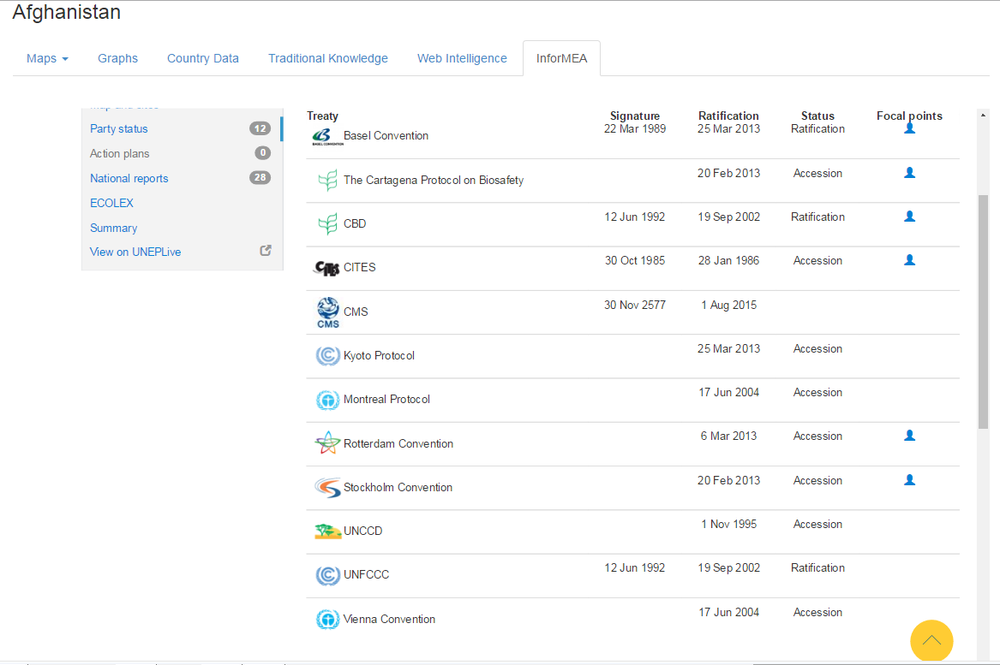 Afghanistan
Maps Graphs Country Data Traditional Knowledge Web Intelligence InforMEA
Party status 12
Action plans 0
National reports 28
ECOLEX
Summary
View on UNEPLive
Treaty Signature Ratification Status Focal points
BASEL CONVENTION Basel Convention 22 Mar 1989 25 Mar 2013 Ratification
The Cartagena Protocol on Biosafety 20 Feb 2013 Accession
CBD 12 Jun 1992 19 Sep 2002 Ratification
CITES CITES 30 Oct 1985 28 Jan 1986 Accession
CMS CMS 30 Nov 2577 1 Aug 2015
Kyoto Protocol 25 Mar 2013 Accession
Montreal Protocol 17 Jun 2004 Accession
Rotterdam Convention 6 Mar 2013 Accession
Stockholm Convention 20 Feb 2013 Accession
UNCCD 1 Nov 1995 Accession
UNFCCC 12 Jun 1992 19 Sep 2002 Ratification
Vienna Convention 17 Jun 2004 Accession